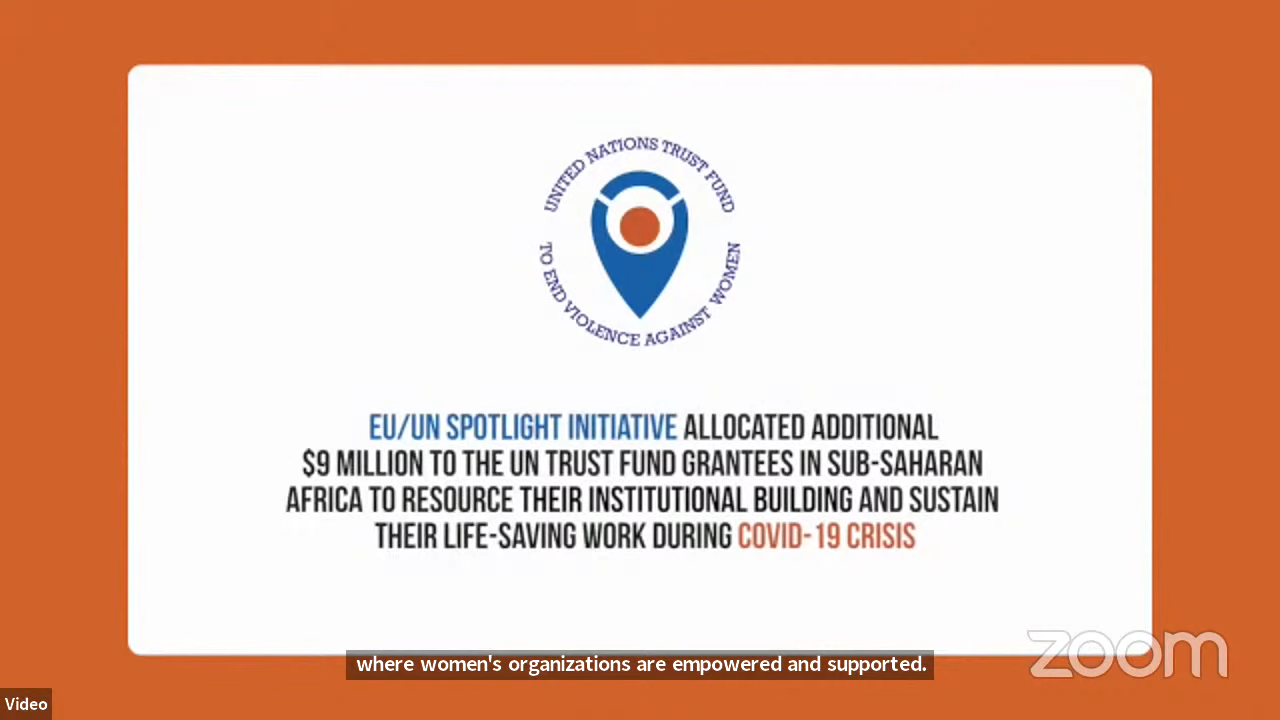 UNITED NATIONS TRUST FUND
TO END VIOLENCE AGAINST WOMEN
EU/UN SPOTLIGHT INITIATIVE ALLOCATED ADDITIONAL
$9 MILLION TO THE UN TRUST FUND GRANTEES IN SUB-SAHARAN
AFRICA TO RESOURCE THEIR INSTITUTIONAL BUILDING AND SUSTAIN
THEIR LIFE-SAVING WORK DURING COVID-19 CRISIS
where women's organizations are empowered and supported.
zoom
Video